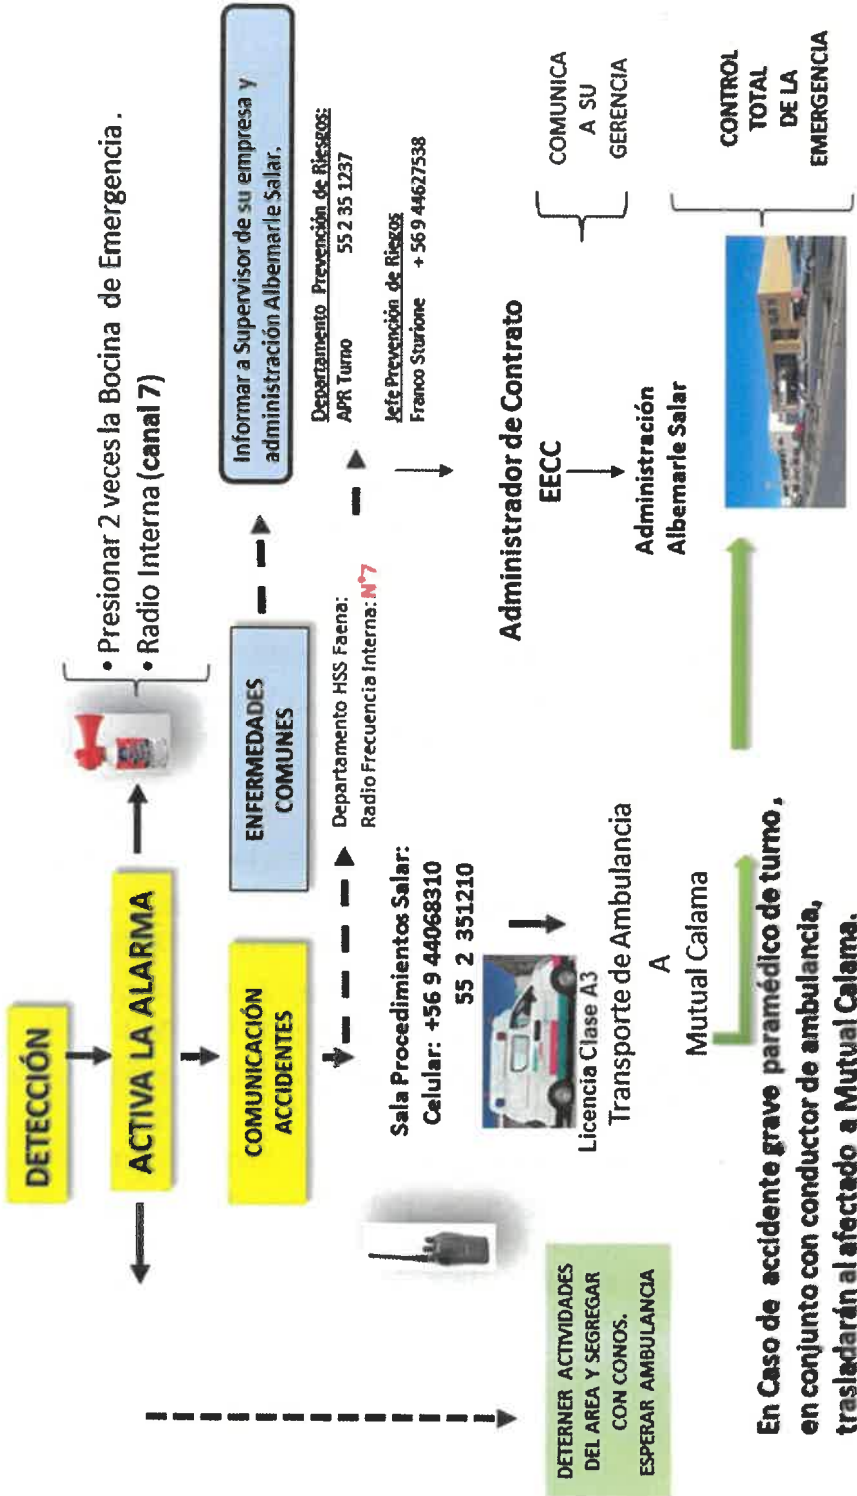 DETECCIÓN
ACTIVA LA ALARMA
• Presionar 2 veces la Bocina de Emergencia.
• Radio Interna (canal 7)
COMUNICACIÓN
ACCIDENTES
ENFERMEDADES
COMUNES
Informar a Supervisor de su empresa y
administración Albemarle Salar.
Departamento Prevención de Riesgos:
APR Turno 55 2 35 1237
Jefe Prevención de Riegos
Franco Sturione + 56 9 44627538
Departamento HSS Faena:
Radio Frecuencia Interna: N°7
Sala Procedimientos Salar:
Celular: +56 9 44068310
55 2 351210
Licencia Clase A3
Transporte de Ambulancia
A
Mutual Calama
Administrador de Contrato
EECC
COMUNICA
A SU
GERENCIA
Administración
Albemarle Salar
CONTROL
TOTAL
DE LA
EMERGENCIA
DETERNER ACTIVIDADES
DEL AREA Y SEGREGAR
CON CONOS.
ESPERAR AMBULANCIA
En Caso de accidente grave paramédico de turno,
en conjunto con conductor de ambulancia,
trasladarán al afectado a Mutual Calama.